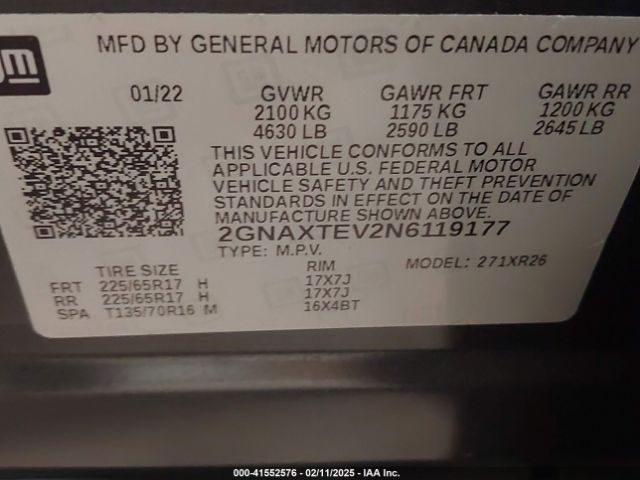 gm
MFD BY GENERAL MOTORS OF CANADA COMPANY
01/22 GVWR GAWR FRT GAWR RR
2100 KG 1175 KG 1200 KG
4630 LB 2590 LB 2645 LB
THIS VEHICLE CONFORMS TO ALL
APPLICABLE U.S. FEDERAL MOTOR
VEHICLE SAFETY AND THEFT PREVENTION
STANDARDS IN EFFECT ON THE DATE OF
MANUFACTURE SHOWN ABOVE.
2GNAXTEV2N6119177
TYPE: M.P.V. MODEL: 271XR26
TIRE SIZE RIM
FRT 225/65R17 H 17X7J
RR 225/65R17 H 17X7J
SPA T135/70R16 M 16X4BT
000-41552576 - 02/11/2025 - IAA Inc.